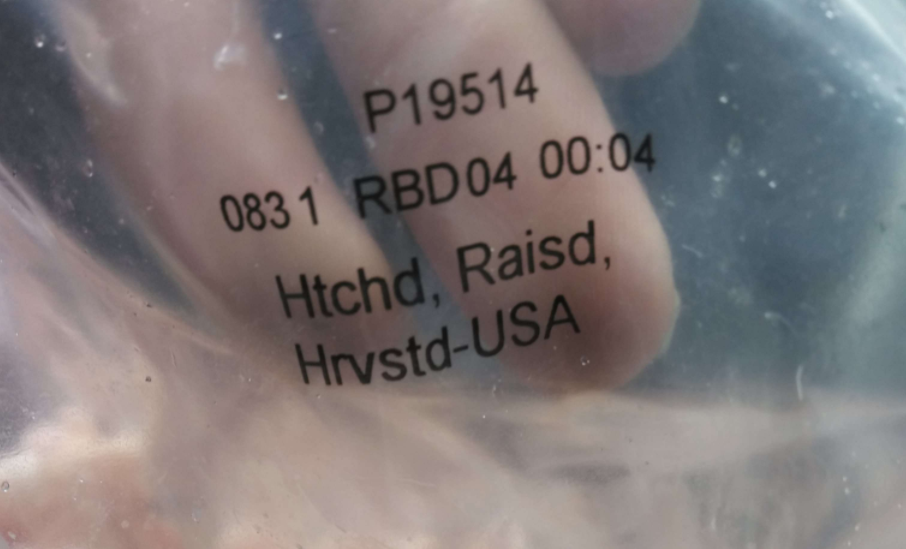 P19514
0831 RBD04 00:04
Htchd, Raisd,
Hrvstd-USA